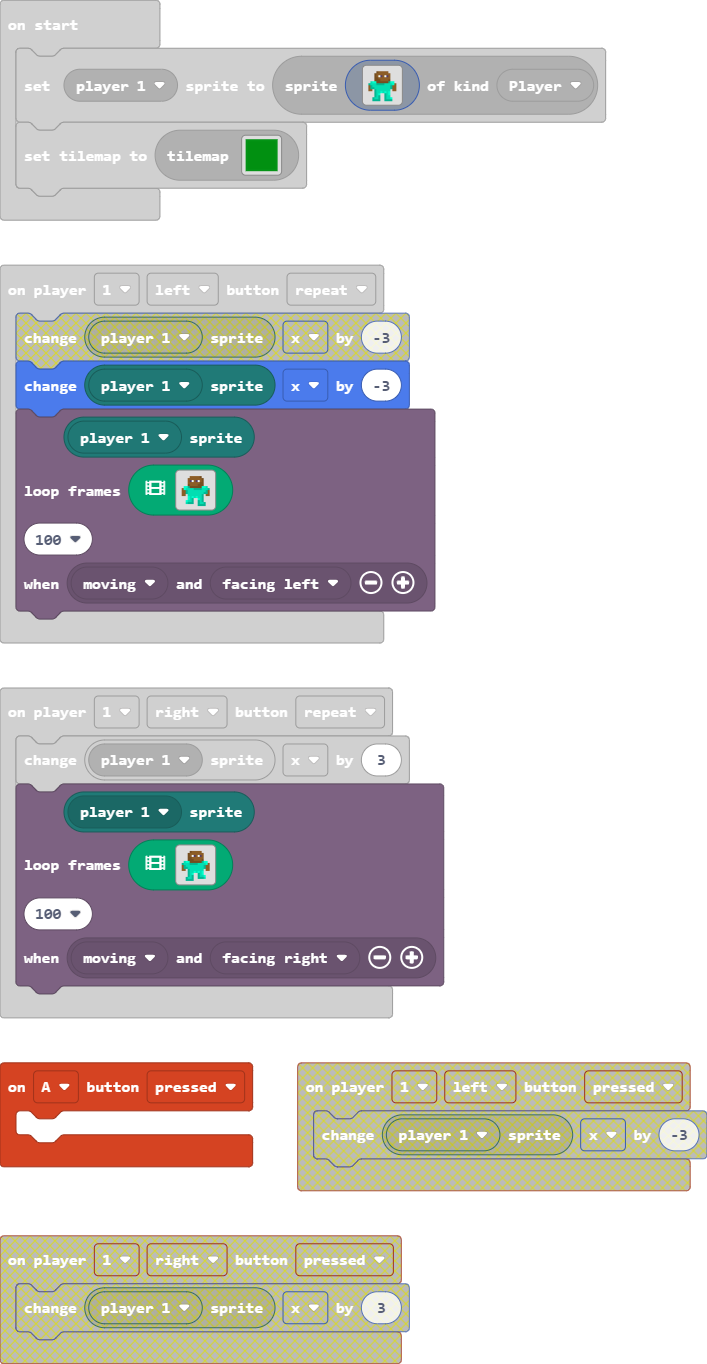 on start
set player 1 sprite to sprite of kind Player
set tilemap to tilemap
on player 1 left button repeat
change player 1 sprite x by -3
change player 1 sprite x by -3
player 1 sprite
loop frames
100
when moving and facing left
on player 1 right button repeat
change player 1 sprite x by 3
player 1 sprite
loop frames
100
when moving and facing right
on A button pressed
on player 1 left button pressed
change player 1 sprite x by -3
on player 1 right button pressed
change player 1 sprite x by 3